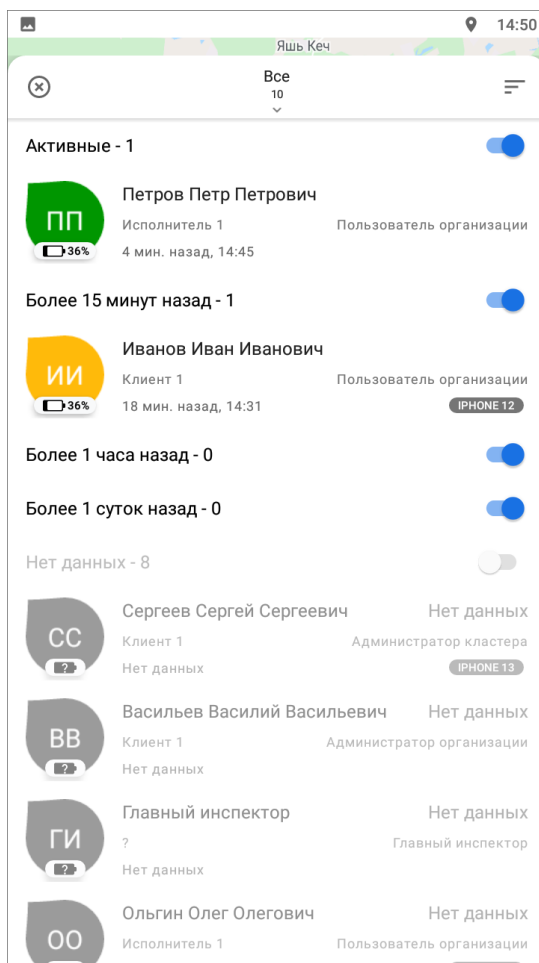 14:50
Яшь Кеч
Все
10
Активные - 1
ПП
36%
Петров Петр Петрович
Исполнитель 1 Пользователь организации
4 мин. назад, 14:45
Более 15 минут назад - 1
ИИ
36%
Иванов Иван Иванович
Клиент 1 Пользователь организации
18 мин. назад, 14:31 IPHONE 12
Более 1 часа назад - 0
Более 1 суток назад - 0
Нет данных - 8
СС
?
Сергеев Сергей Сергеевич Нет данных
Клиент 1 Администратор кластера
Нет данных IPHONE 13
ВВ
?
Васильев Василий Васильевич Нет данных
Клиент 1 Администратор организации
Нет данных
ГИ
?
Главный инспектор Нет данных
? Главный инспектор
Нет данных
ОО
Ольгин Олег Олегович Нет данных
Исполнитель 1 Пользователь организации